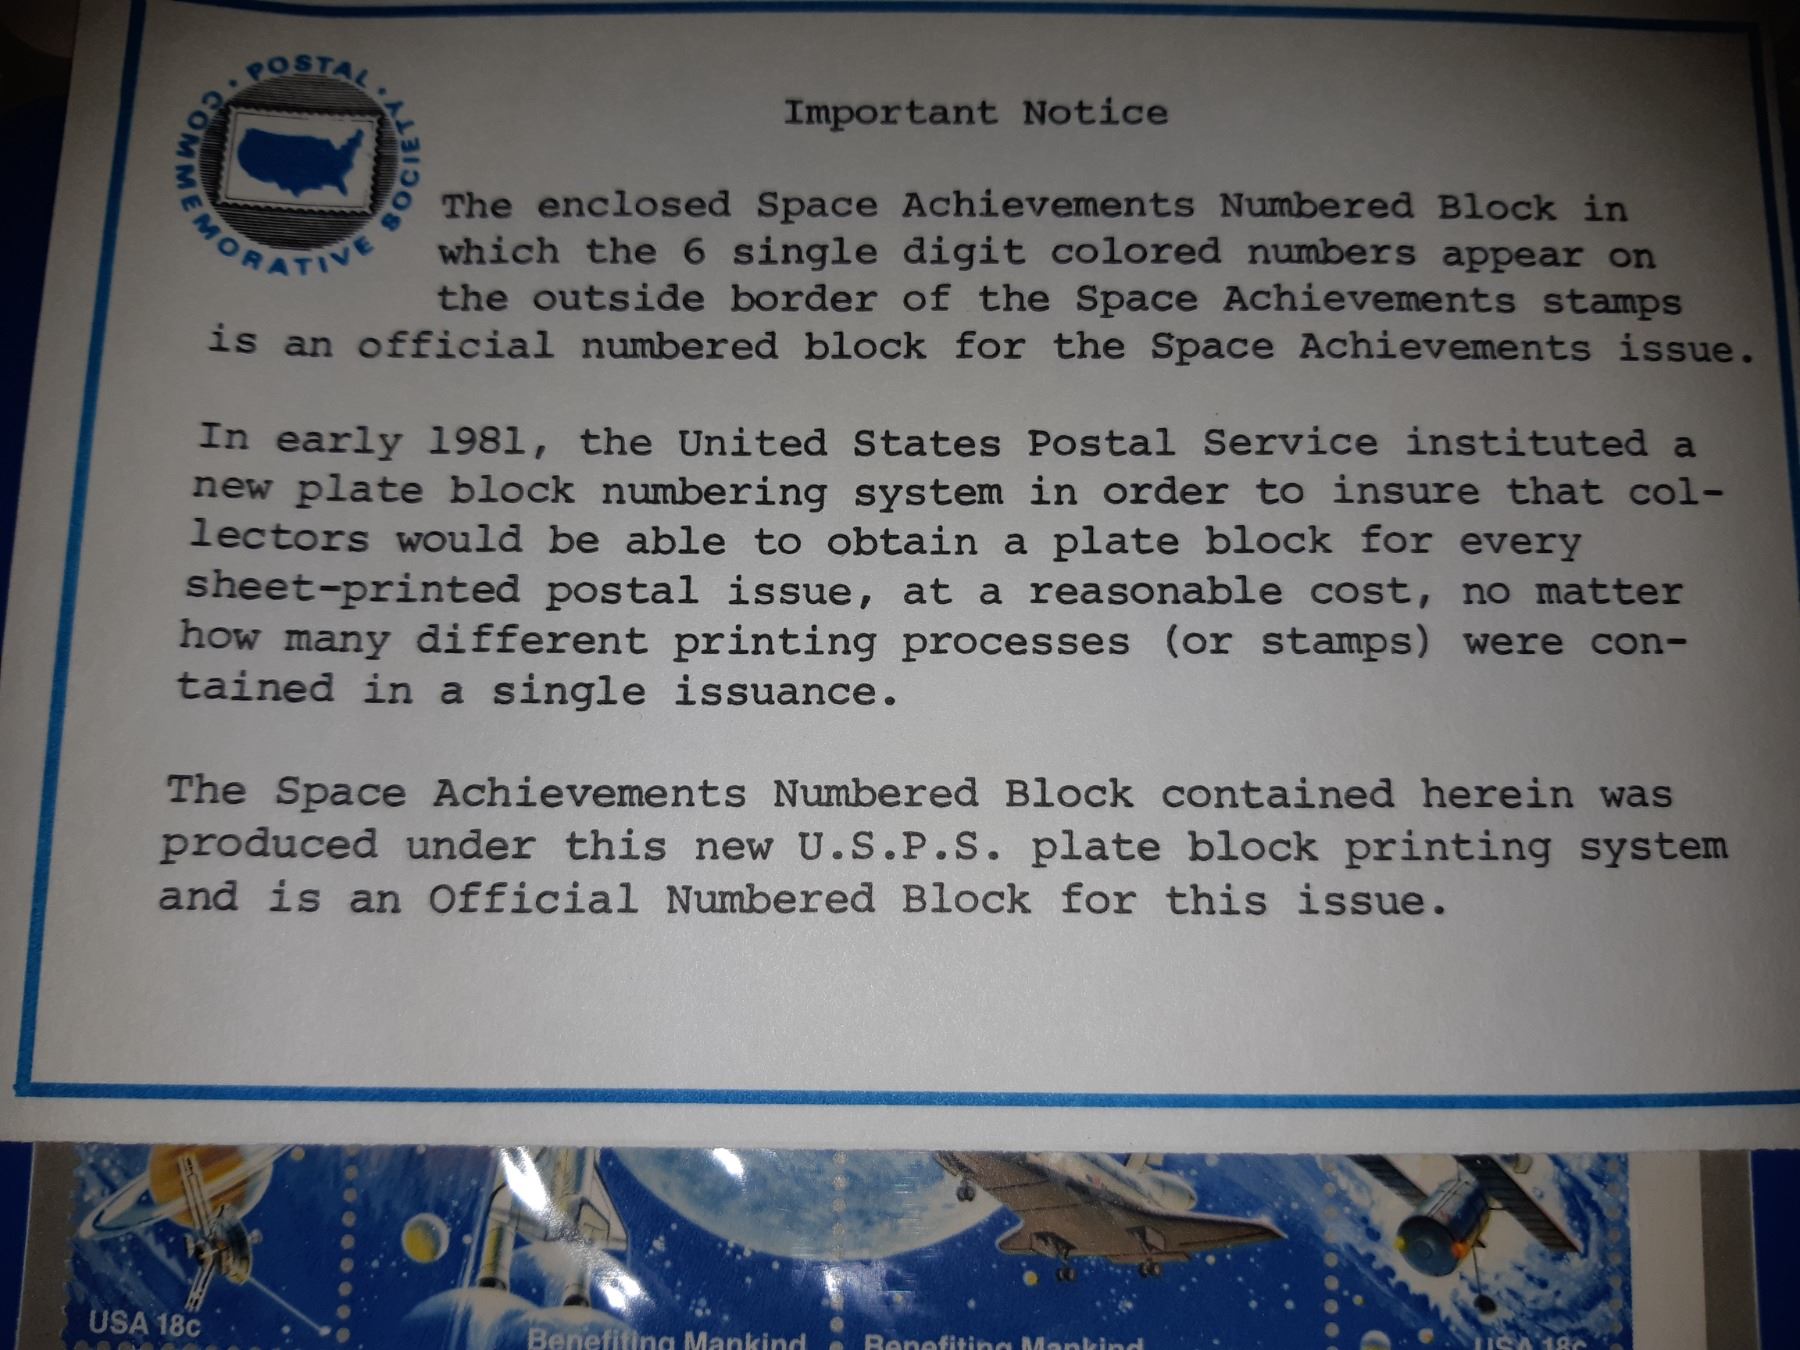 POSTAL · COMMEMORATIVE SOCIETY ·
Important Notice
The enclosed Space Achievements Numbered Block in
which the 6 single digit colored numbers appear on
the outside border of the Space Achievements stamps
is an official numbered block for the Space Achievements issue.
In early 1981, the United States Postal Service instituted a
new plate block numbering system in order to insure that col-
lectors would be able to obtain a plate block for every
sheet-printed postal issue, at a reasonable cost, no matter
how many different printing processes (or stamps) were con-
tained in a single issuance.
The Space Achievements Numbered Block contained herein was
produced under this new U.S.P.S. plate block printing system
and is an Official Numbered Block for this issue.
USA 18c
Benefiting Mankind
Benefiting Mankind
USA 18c